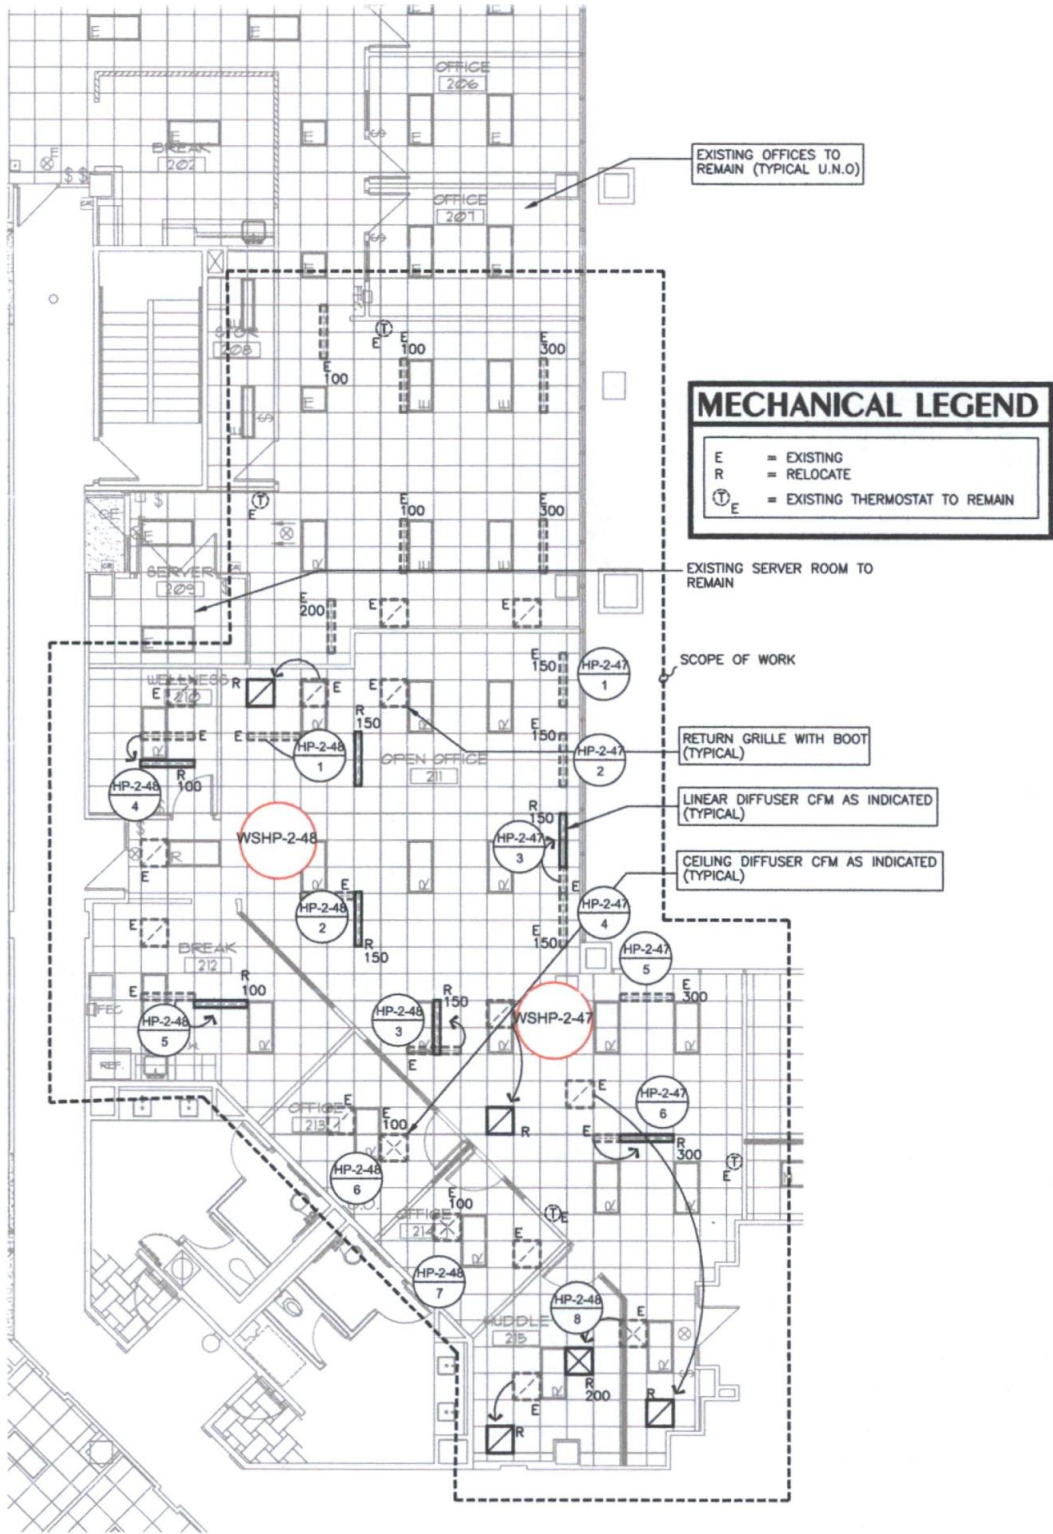 E
E
E
E
OFFICE
206
E
E
E
E
BREAK
202
E
$ $
$
EXISTING OFFICES TO
REMAIN (TYPICAL U.N.O)
OFFICE
207
E
E
$
E
E
E
STOR
208
E
T
E
E
100
E
100
E
300
E
E
E
$
MECHANICAL LEGEND
E = EXISTING
R = RELOCATE
T E = EXISTING THERMOSTAT TO REMAIN
T
E
$
E
SERVER
209
E
R
E
100
E
E
E
300
EXISTING SERVER ROOM TO
REMAIN
E
200
E
E
E
150
HP-2-47
1
SCOPE OF WORK
WELLNESS
210
E
R
E
E
R
150
R
R
E
E
HP-2-48
1
OPEN OFFICE
211
E
150
HP-2-47
2
RETURN GRILLE WITH BOOT
(TYPICAL)
HP-2-48
4
R
100
R
150
HP-2-47
3
LINEAR DIFFUSER CFM AS INDICATED
(TYPICAL)
WSHP-2-48
E
R
R
R
R
E
CEILING DIFFUSER CFM AS INDICATED
(TYPICAL)
HP-2-47
4
HP-2-48
2
R
150
E
150
E
BREAK
212
HP-2-47
5
E
R
100
FEC
HP-2-48
5
R
REF.
HP-2-48
3
R
150
E
WSHP-2-47
E
300
R
R
E
HP-2-47
6
OFFICE
213
E
E
100
R
R
E
R
300
HP-2-48
6
T
E
R
R
OFFICE
214
E
100
R
E
T
E
HP-2-48
7
HP-2-48
8
E
HUDDLE
215
R
R
R
200
E
R
R
$